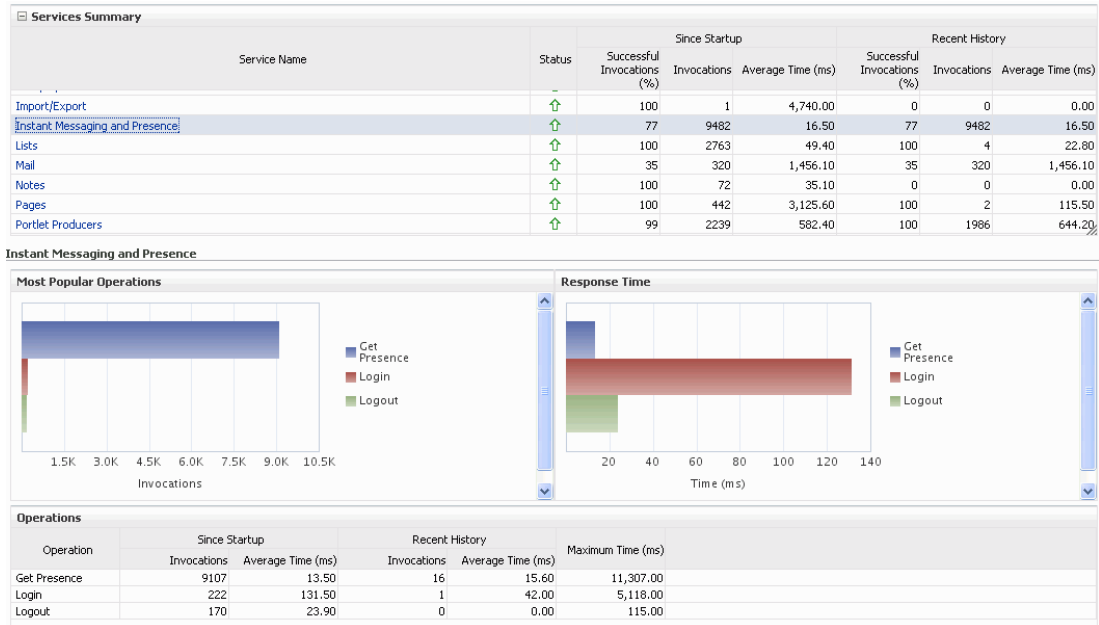 Services Summary
Since Startup Recent History
Service Name Status Successful Invocations (%) Invocations Average Time (ms) Successful Invocations (%) Invocations Average Time (ms)
Import/Export 100 1 4,740.00 0 0 0.00
Instant Messaging and Presence 77 9482 16.50 77 9482 16.50
Lists 100 2763 49.40 100 4 22.80
Mail 35 320 1,456.10 35 320 1,456.10
Notes 100 72 35.10 0 0 0.00
Pages 100 442 3,125.60 100 2 115.50
Portlet Producers 99 2239 582.40 100 1986 644.20
Instant Messaging and Presence
Most Popular Operations
Get
Presence
Login
Logout
1.5K 3.0K 4.5K 6.0K 7.5K 9.0K 10.5K
Invocations
Response Time
Get
Presence
Login
Logout
20 40 60 80 100 120 140
Time (ms)
Operations
Operation Since Startup Recent History Maximum Time (ms)
Invocations Average Time (ms) Invocations Average Time (ms)
Get Presence 9107 13.50 16 15.60 11,307.00
Login 222 131.50 1 42.00 5,118.00
Logout 170 23.90 0 0.00 115.00